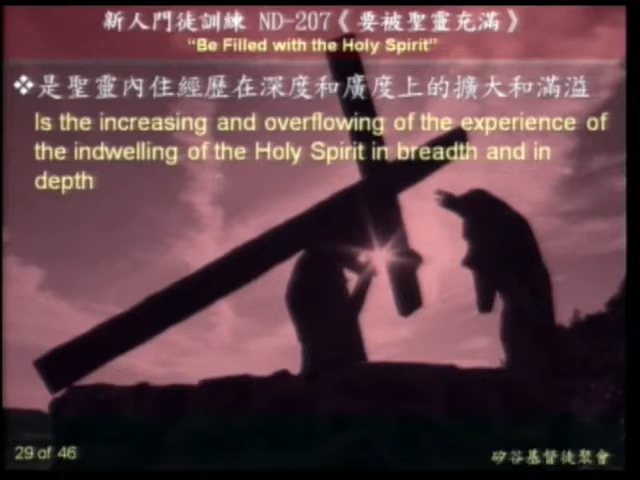 新人門徒訓練 ND-207《要被聖靈充滿》
“Be Filled with the Holy Spirit”
❖是聖靈內住經歷在深度和廣度上的擴大和滿溢
Is the increasing and overflowing of the experience of
the indwelling of the Holy Spirit in breadth and in
depth
29 of 46
矽谷基督徒聚會